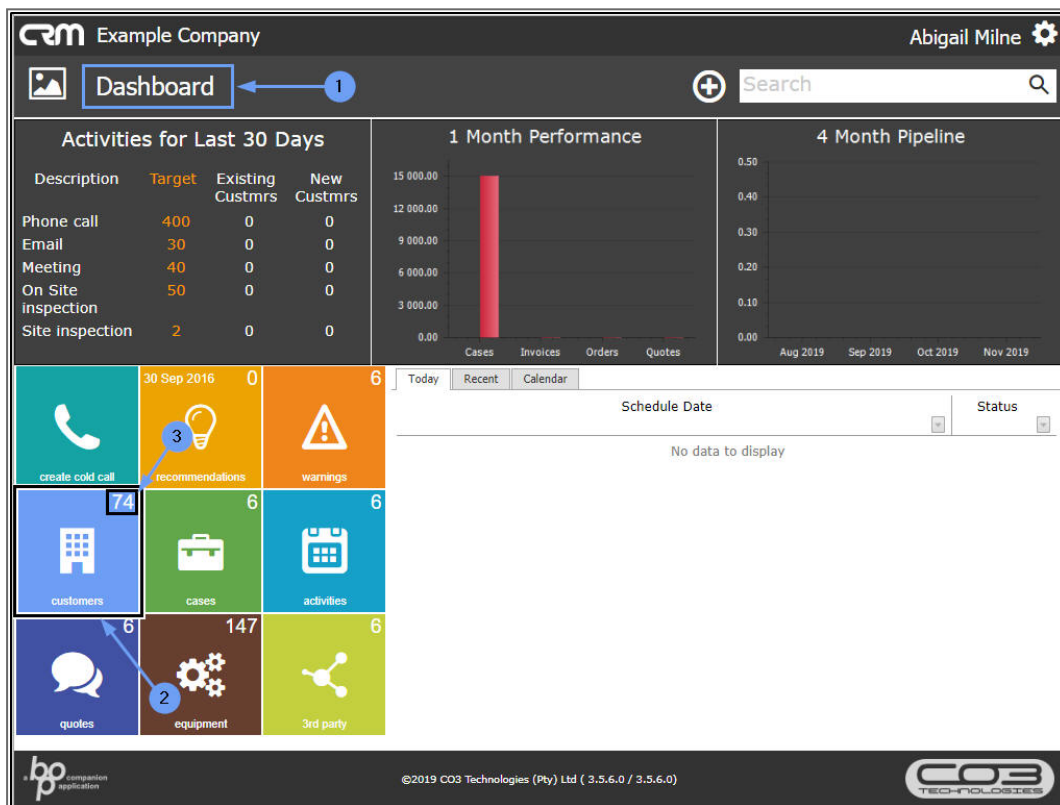 CRM Example Company
Abigail Milne
Dashboard
1
Search
Activities for Last 30 Days
Description Target Existing Custmrs New Custmrs
Phone call 400 0 0
Email 30 0 0
Meeting 40 0 0
On Site inspection 50 0 0
Site inspection 2 0 0
1 Month Performance
15 000.00
12 000.00
9 000.00
6 000.00
3 000.00
0.00
Cases Invoices Orders Quotes
4 Month Pipeline
0.50
0.40
0.30
0.20
0.10
0.00
Aug 2019 Sep 2019 Oct 2019 Nov 2019
create cold call
30 Sep 2016 0
3
recommendations
6
warnings
74
customers
6
cases
6
activities
6
quotes
147
2
equipment
6
3rd party
Today Recent Calendar
Schedule Date Status
No data to display
a bp companion application
©2019 CO3 Technologies (Pty) Ltd ( 3.5.6.0 / 3.5.6.0)
CO3
TECHNOLOGIES